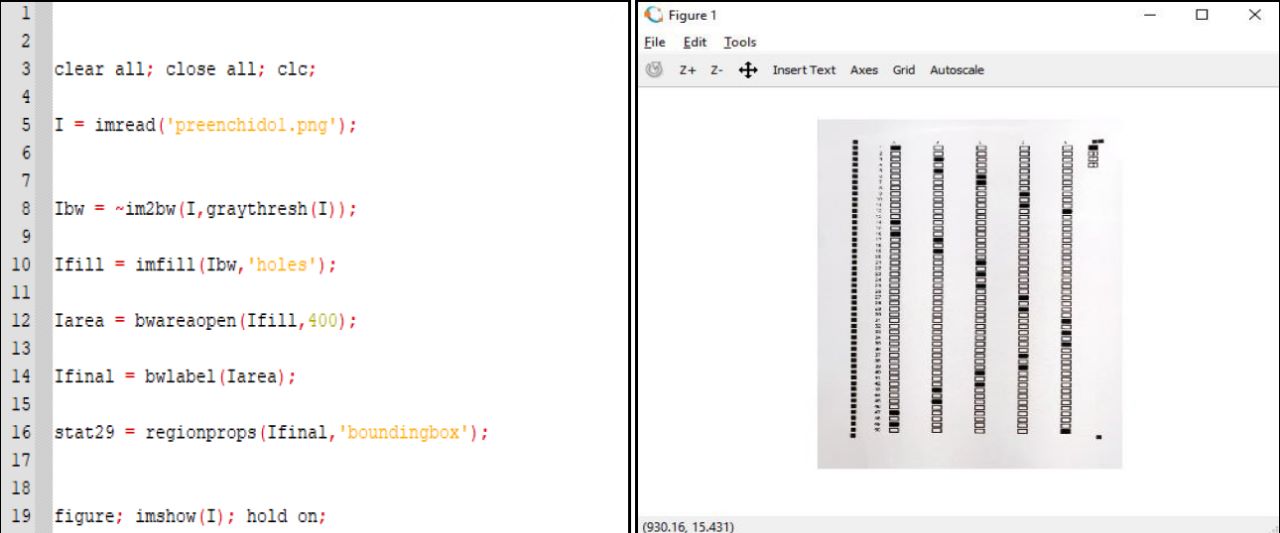 1
2
3 clear all; close all; clc;
4
5 I = imread('preenchido1.png');
6
7
8 Ibw = ~im2bw(I,graythresh(I));
9
10 Ifill = imfill(Ibw,'holes');
11
12 Iarea = bwareaopen(Ifill,400);
13
14 Ifinal = bwlabel(Iarea);
15
16 stat29 = regionprops(Ifinal,'boundingbox');
17
18
19 figure; imshow(I); hold on;
Figure 1
File Edit Tools
Z+ Z- Insert Text Axes Grid Autoscale
(930.16, 15.431)